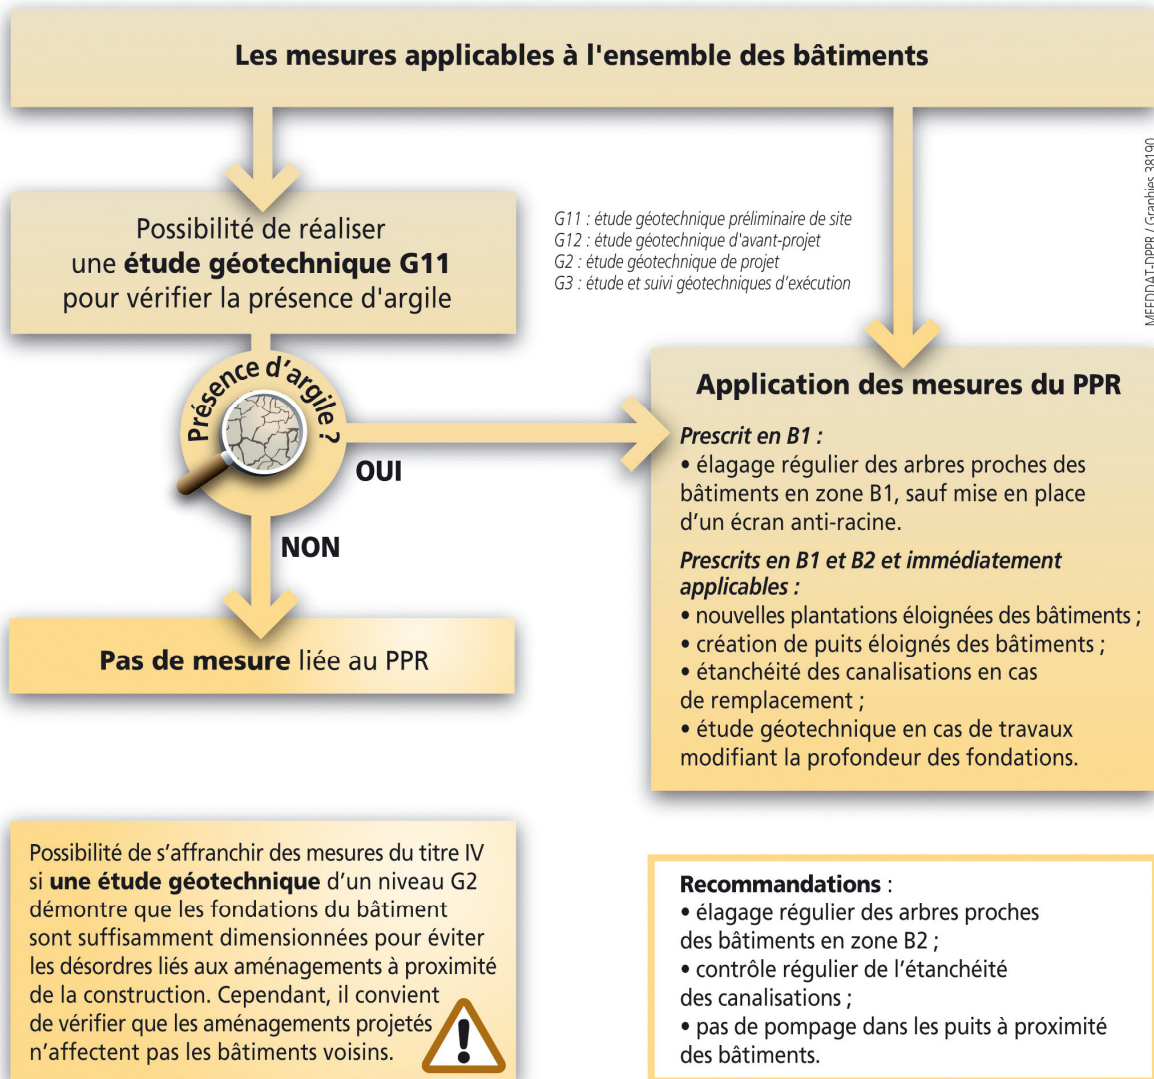 Les mesures applicables à l'ensemble des bâtiments
MEEDDAT-DPPR / Graphies 38190
Possibilité de réaliser
une étude géotechnique G11
pour vérifier la présence d'argile
G11 : étude géotechnique préliminaire de site
G12 : étude géotechnique d'avant-projet
G2 : étude géotechnique de projet
G3 : étude et suivi géotechniques d'exécution
Présence d'argile ?
OUI
NON
Pas de mesure liée au PPR
Application des mesures du PPR
Prescrit en B1 :
• élagage régulier des arbres proches des
bâtiments en zone B1, sauf mise en place
d'un écran anti-racine.
Prescrits en B1 et B2 et immédiatement
applicables :
• nouvelles plantations éloignées des bâtiments ;
• création de puits éloignés des bâtiments ;
• étanchéité des canalisations en cas
de remplacement ;
• étude géotechnique en cas de travaux
modifiant la profondeur des fondations.
Possibilité de s'affranchir des mesures du titre IV
si une étude géotechnique d'un niveau G2
démontre que les fondations du bâtiment
sont suffisamment dimensionnées pour éviter
les désordres liés aux aménagements à proximité
de la construction. Cependant, il convient
de vérifier que les aménagements projetés
n'affectent pas les bâtiments voisins.
Recommandations :
• élagage régulier des arbres proches
des bâtiments en zone B2 ;
• contrôle régulier de l'étanchéité
des canalisations ;
• pas de pompage dans les puits à proximité
des bâtiments.